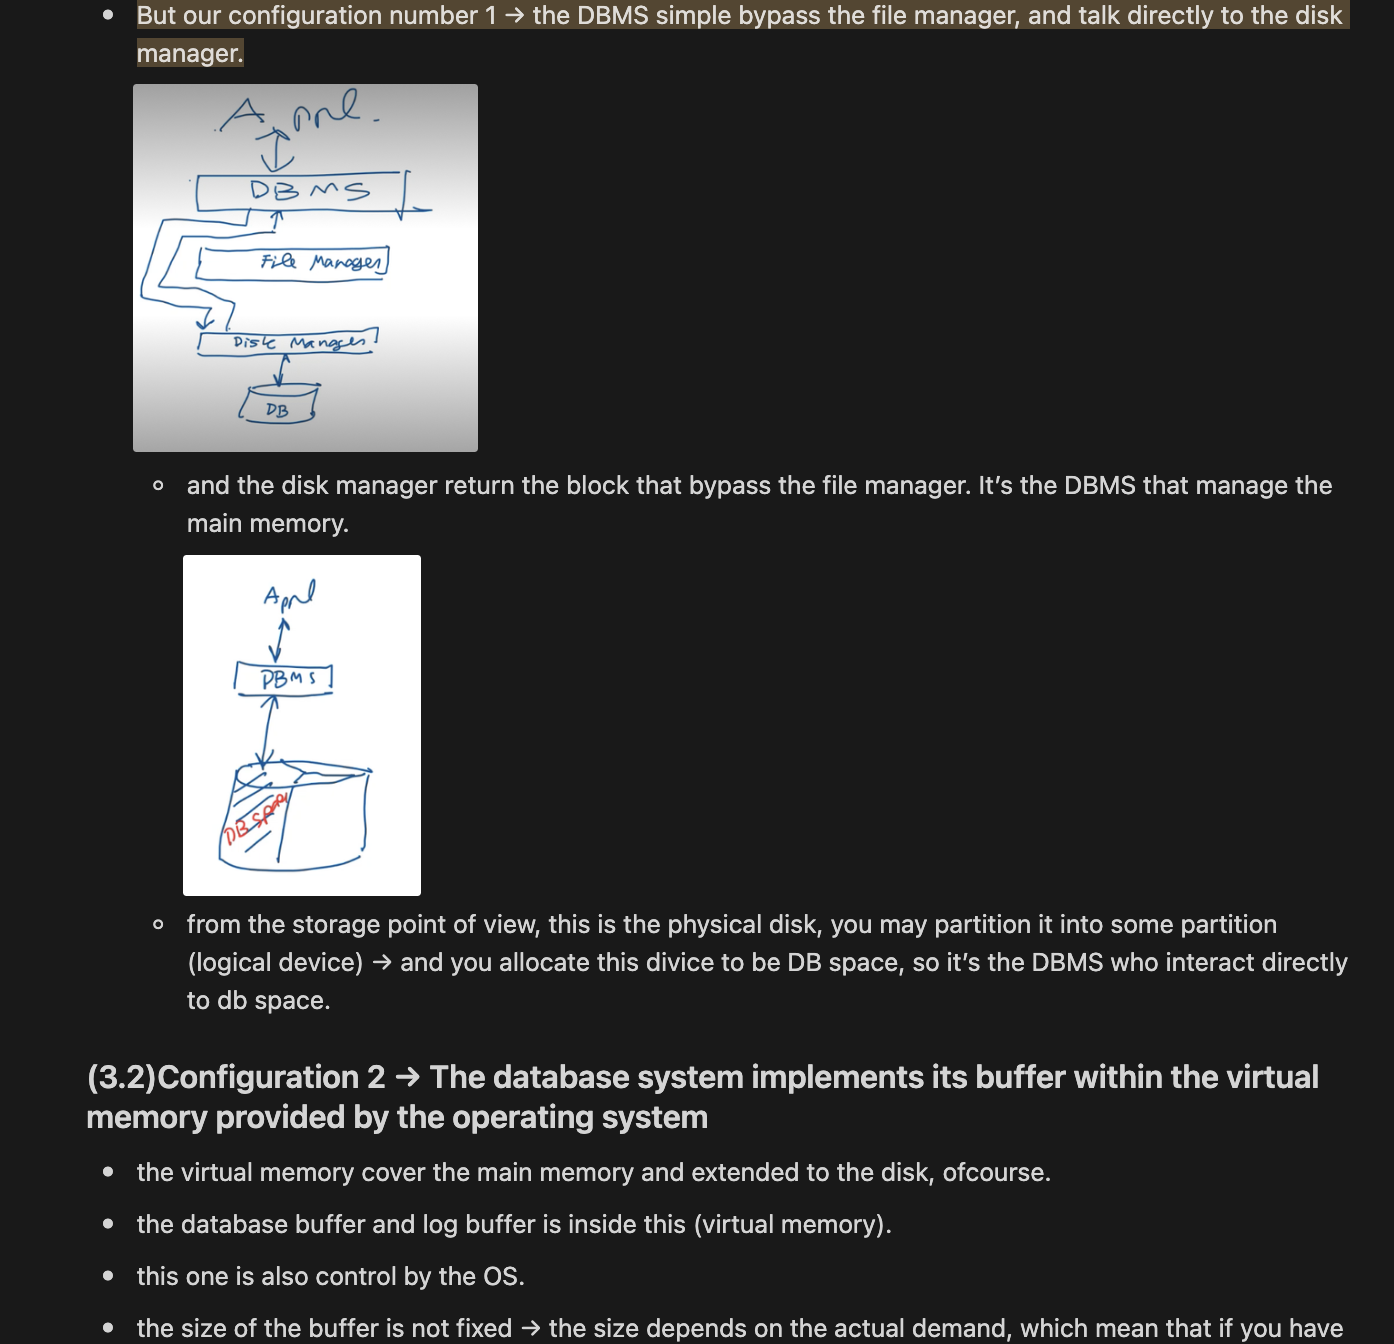 But our configuration number 1 → the DBMS simple bypass the file manager, and talk directly to the disk
manager.
Appl.
DBMS
File Manager
Disk Manager
DB
and the disk manager return the block that bypass the file manager. It's the DBMS that manage the
main memory.
Appl
DBMS
DB space
from the storage point of view, this is the physical disk, you may partition it into some partition
(logical device) → and you allocate this divice to be DB space, so it's the DBMS who interact directly
to db space.
(3.2)Configuration 2 → The database system implements its buffer within the virtual
memory provided by the operating system
the virtual memory cover the main memory and extended to the disk, ofcourse.
the database buffer and log buffer is inside this (virtual memory).
this one is also control by the OS.
the size of the buffer is not fixed → the size depends on the actual demand, which mean that if you have